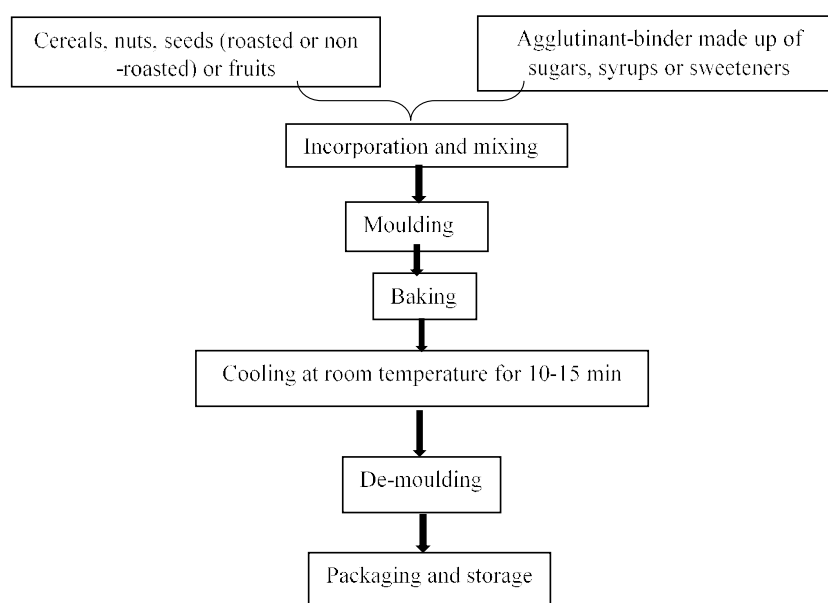 Cereals, nuts, seeds (roasted or non
-roasted) or fruits
Agglutinant-binder made up of
sugars, syrups or sweeteners
Incorporation and mixing
Moulding
Baking
Cooling at room temperature for 10-15 min
De-moulding
Packaging and storage